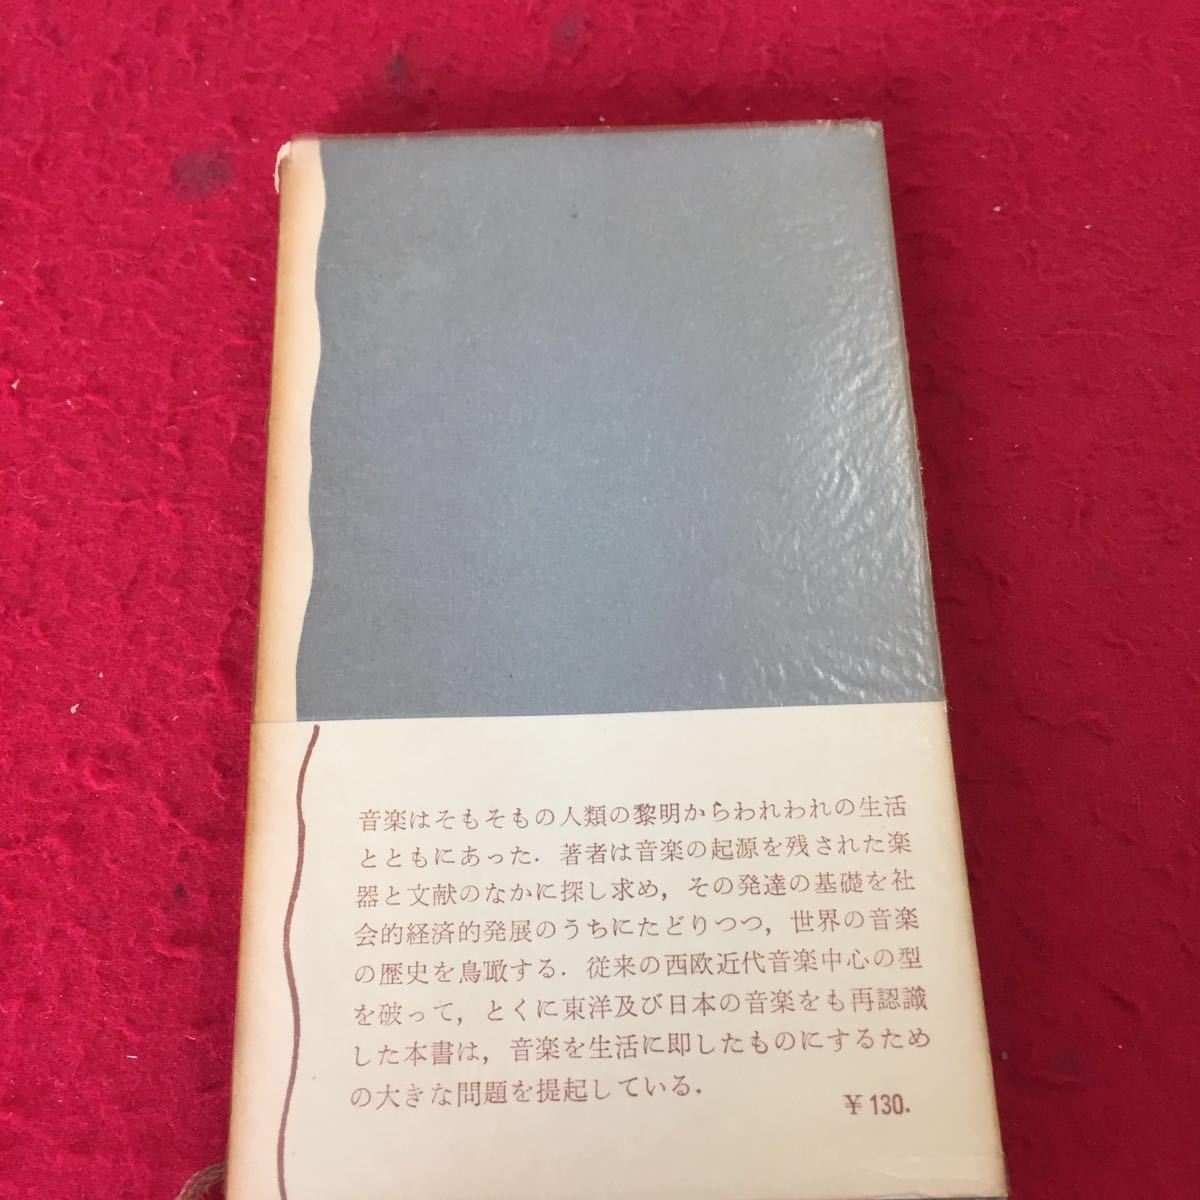 音楽はそもそもの人類の黎明からわれわれの生活
とともにあった．著者は音楽の起源を残された楽
器と文献のなかに探し求め，その発達の基礎を社
会的経済的発展のうちにたどりつつ，世界の音楽
の歴史を鳥瞰する．従来の西欧近代音楽中心の型
を破って，とくに東洋及び日本の音楽をも再認識
した本書は，音楽を生活に即したものにするため
の大きな問題を提起している．
￥130.